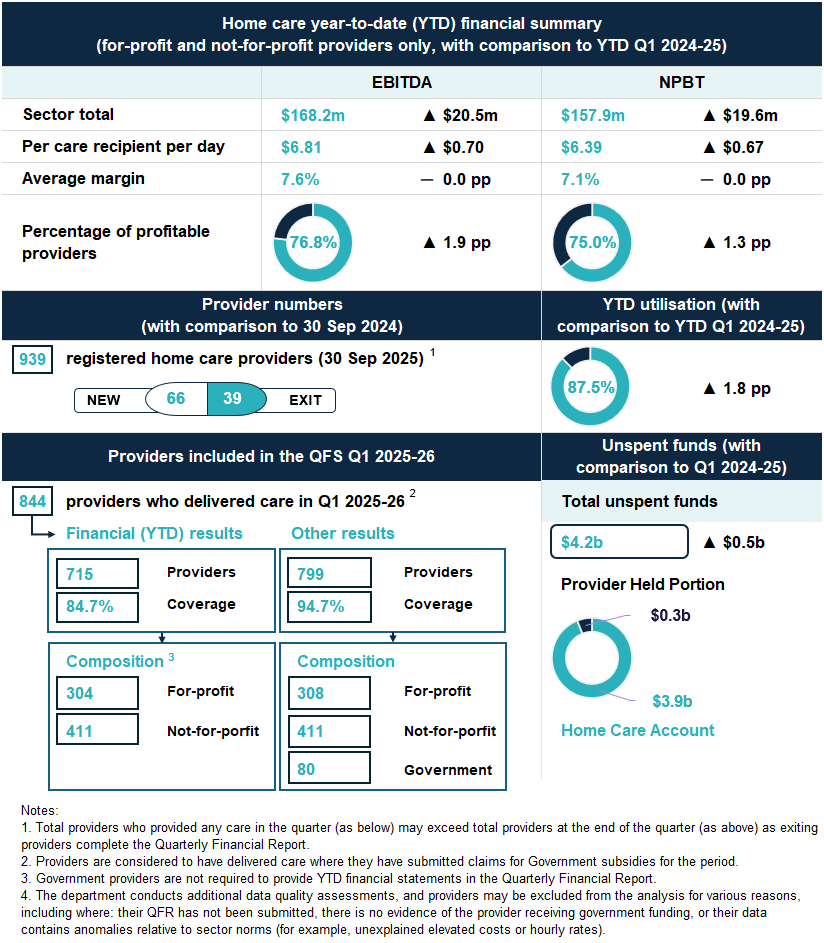 Home care year-to-date (YTD) financial summary
(for-profit and not-for-profit providers only, with comparison to YTD Q1 2024-25)
EBITDA NPBT
Sector total $168.2m ▲ $20.5m $157.9m ▲ $19.6m
Per care recipient per day $6.81 ▲ $0.70 $6.39 ▲ $0.67
Average margin 7.6% — 0.0 pp 7.1% — 0.0 pp
Percentage of profitable
providers 76.8% ▲ 1.9 pp 75.0% ▲ 1.3 pp
Provider numbers
(with comparison to 30 Sep 2024)
YTD utilisation (with
comparison to YTD Q1 2024-25)
939 registered home care providers (30 Sep 2025) 1
NEW 66 39 EXIT
87.5% ▲ 1.8 pp
Providers included in the QFS Q1 2025-26
Unspent funds (with
comparison to Q1 2024-25)
844 providers who delivered care in Q1 2025-26 2
Financial (YTD) results
715 Providers
84.7% Coverage
Composition 3
304 For-profit
411 Not-for-porfit
Other results
799 Providers
94.7% Coverage
Composition
308 For-profit
411 Not-for-porfit
80 Government
Total unspent funds
$4.2b ▲ $0.5b
Provider Held Portion
$0.3b
$3.9b
Home Care Account
Notes:
1. Total providers who provided any care in the quarter (as below) may exceed total providers at the end of the quarter (as above) as exiting
providers complete the Quarterly Financial Report.
2. Providers are considered to have delivered care where they have submitted claims for Government subsidies for the period.
3. Government providers are not required to provide YTD financial statements in the Quarterly Financial Report.
4. The department conducts additional data quality assessments, and providers may be excluded from the analysis for various reasons,
including where: their QFR has not been submitted, there is no evidence of the provider receiving government funding, or their data
contains anomalies relative to sector norms (for example, unexplained elevated costs or hourly rates).